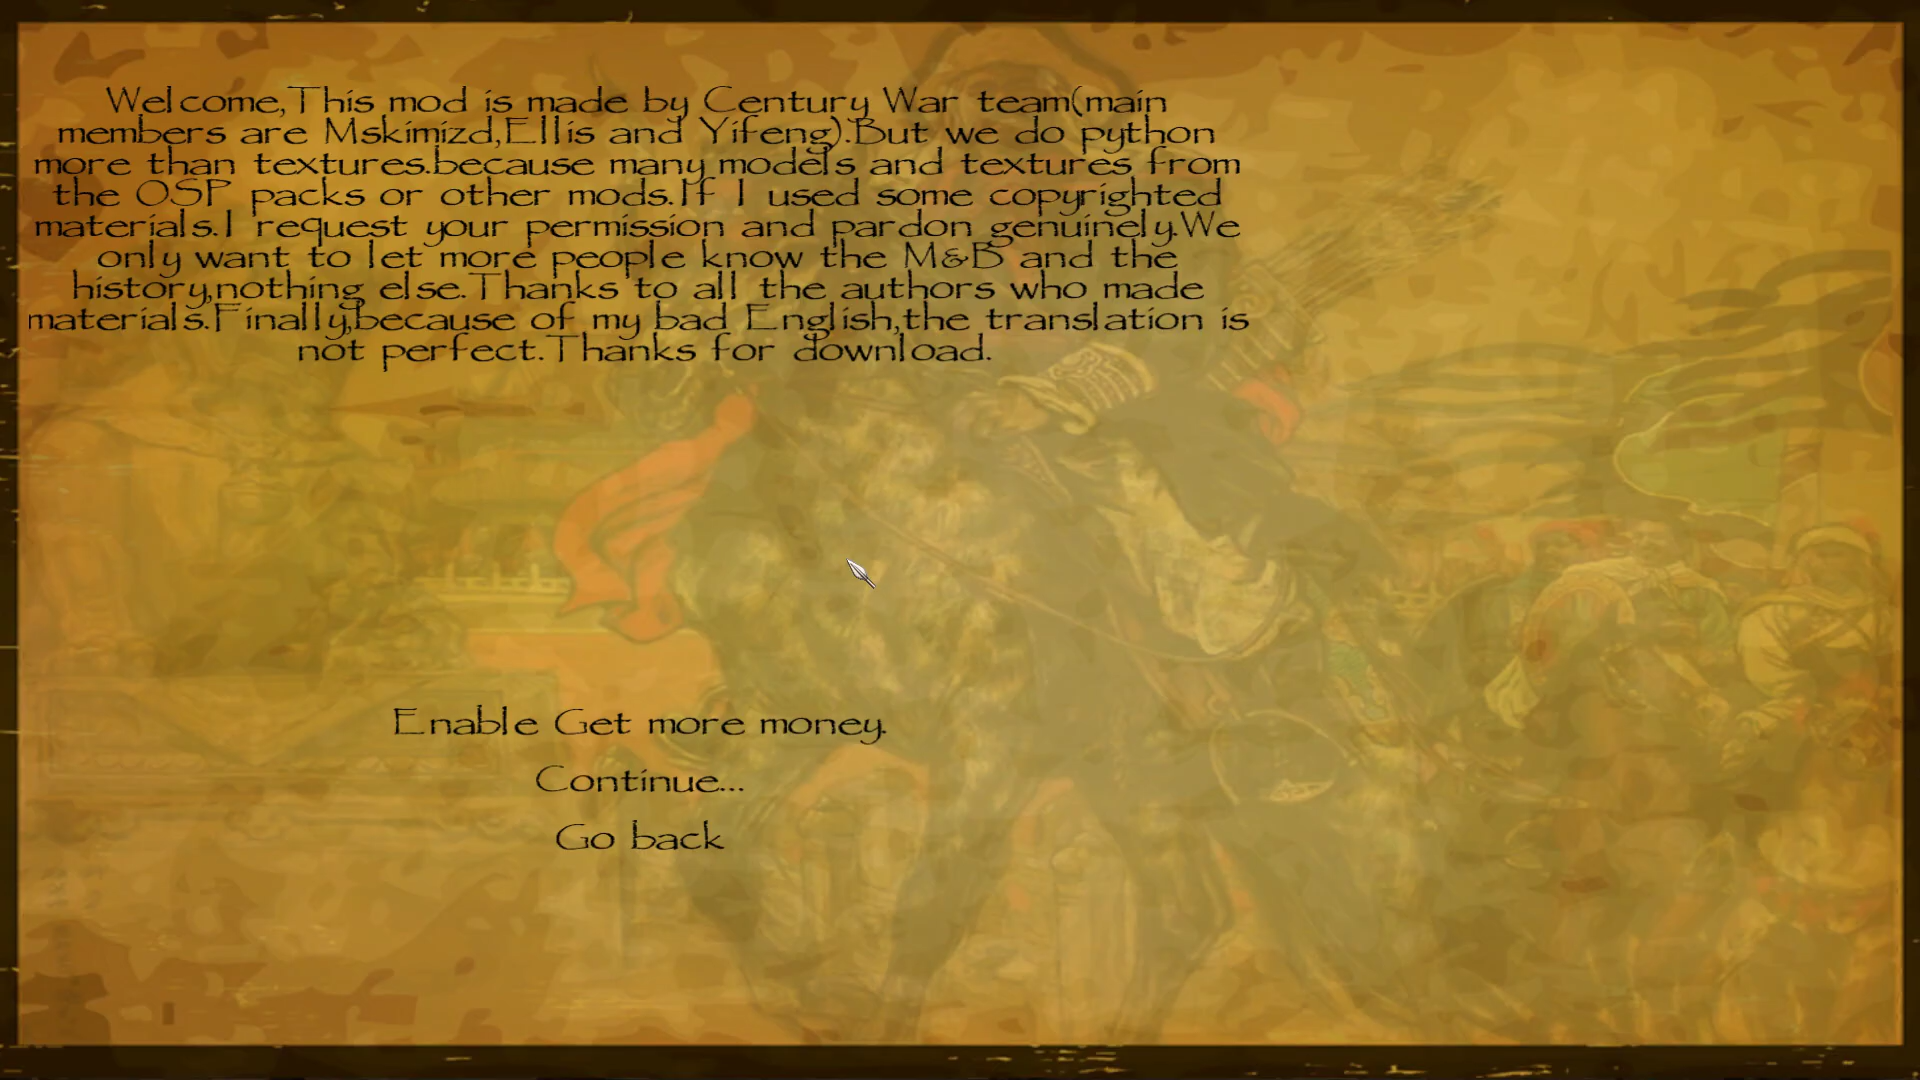 Welcome,This mod is made by Century War team(main
members are Mskimizd,Ellis and Yifeng).But we do python
more than textures.because many models and textures from
the OSP packs or other mods.If I used some copyrighted
materials.I request your permission and pardon genuinely.We
only want to let more people know the M&B and the
history,nothing else.Thanks to all the authors who made
materials.Finally,because of my bad English,the translation is
not perfect.Thanks for download.
Enable Get more money.
Continue...
Go back